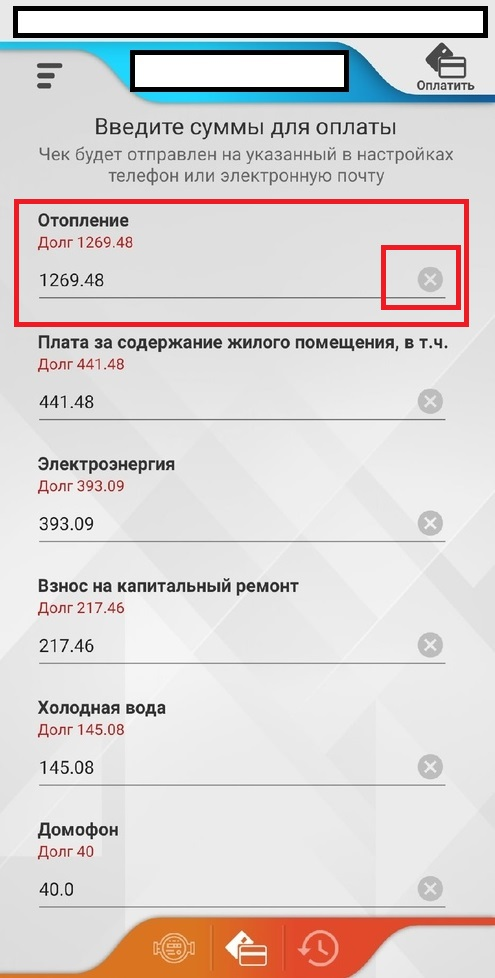 Оплатить
Введите суммы для оплаты
Чек будет отправлен на указанный в настройках
телефон или электронную почту
Отопление
Долг 1269.48
1269.48
Плата за содержание жилого помещения, в т.ч.
Долг 441.48
441.48
Электроэнергия
Долг 393.09
393.09
Взнос на капитальный ремонт
Долг 217.46
217.46
Холодная вода
Долг 145.08
145.08
Домофон
Долг 40
40.0